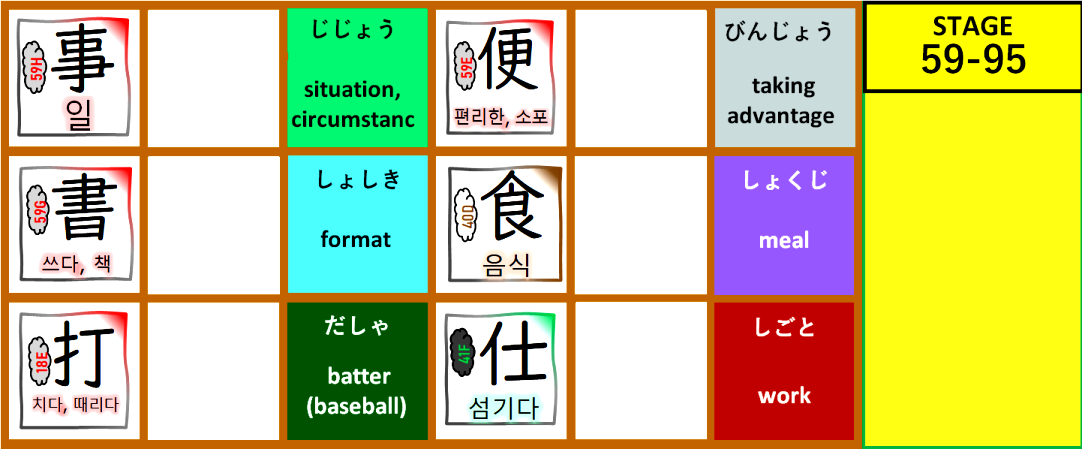 59H
事
일
じじょう
situation,
circumstanc
59E
便
편리한, 소포
びんじょう
taking
advantage
STAGE
59-95
59G
書
쓰다, 책
しょしき
format
40D
食
음식
しょくじ
meal
18E
打
치다, 때리다
だしゃ
batter
(baseball)
41F
仕
섬기다
しごと
work